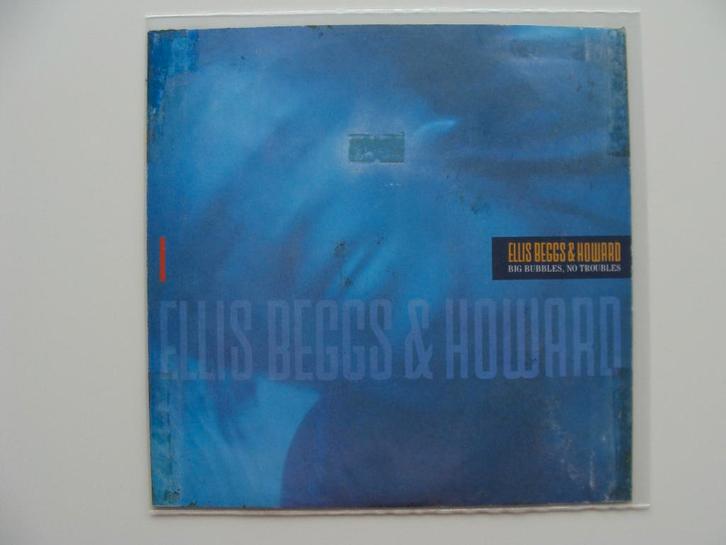 ELLIS BEGGS & HOWARD
BIG BUBBLES, NO TROUBLES
ELLIS BEGGS & HOWARD